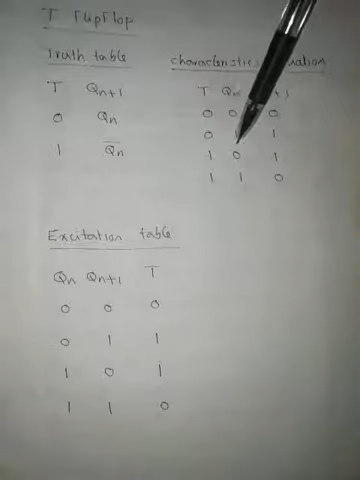 T FlipFlop
Truth table
T Qn+1
0 Qn
1 Q̅n
characteristics
T Qn
0 0 0
0 1
1 0 1
1 1 0
Excitation table
Qn Qn+1 T
0 0 0
0 1 1
1 0 1
1 1 0